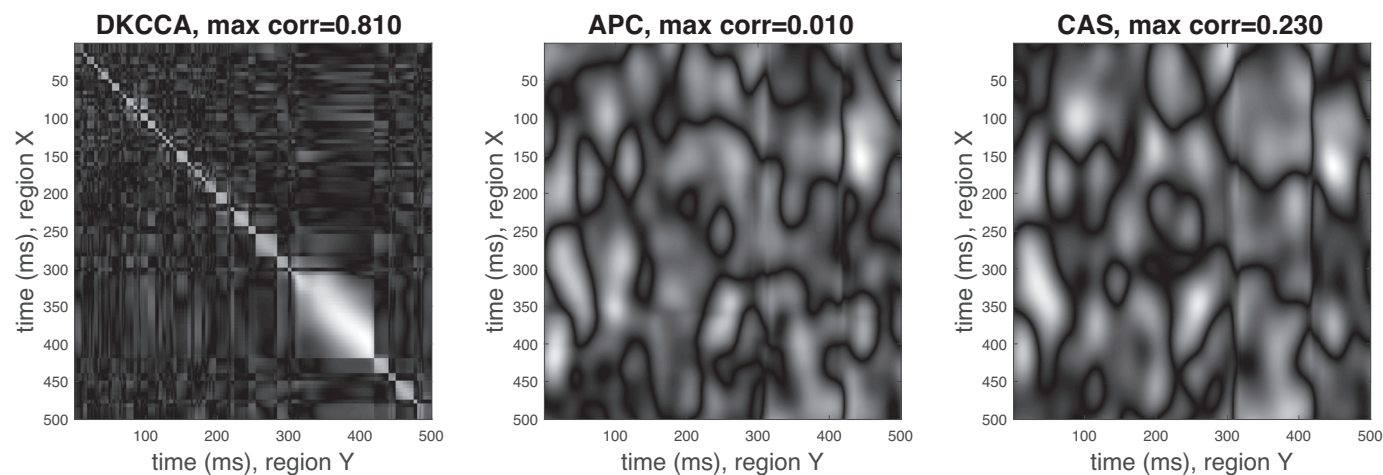 DKCCA, max corr=0.810
50
100
150
200
250
300
350
400
450
500
time (ms), region X
100 200 300 400 500
time (ms), region Y
APC, max corr=0.010
50
100
150
200
250
300
350
400
450
500
time (ms), region X
100 200 300 400 500
time (ms), region Y
CAS, max corr=0.230
50
100
150
200
250
300
350
400
450
500
time (ms), region X
100 200 300 400 500
time (ms), region Y